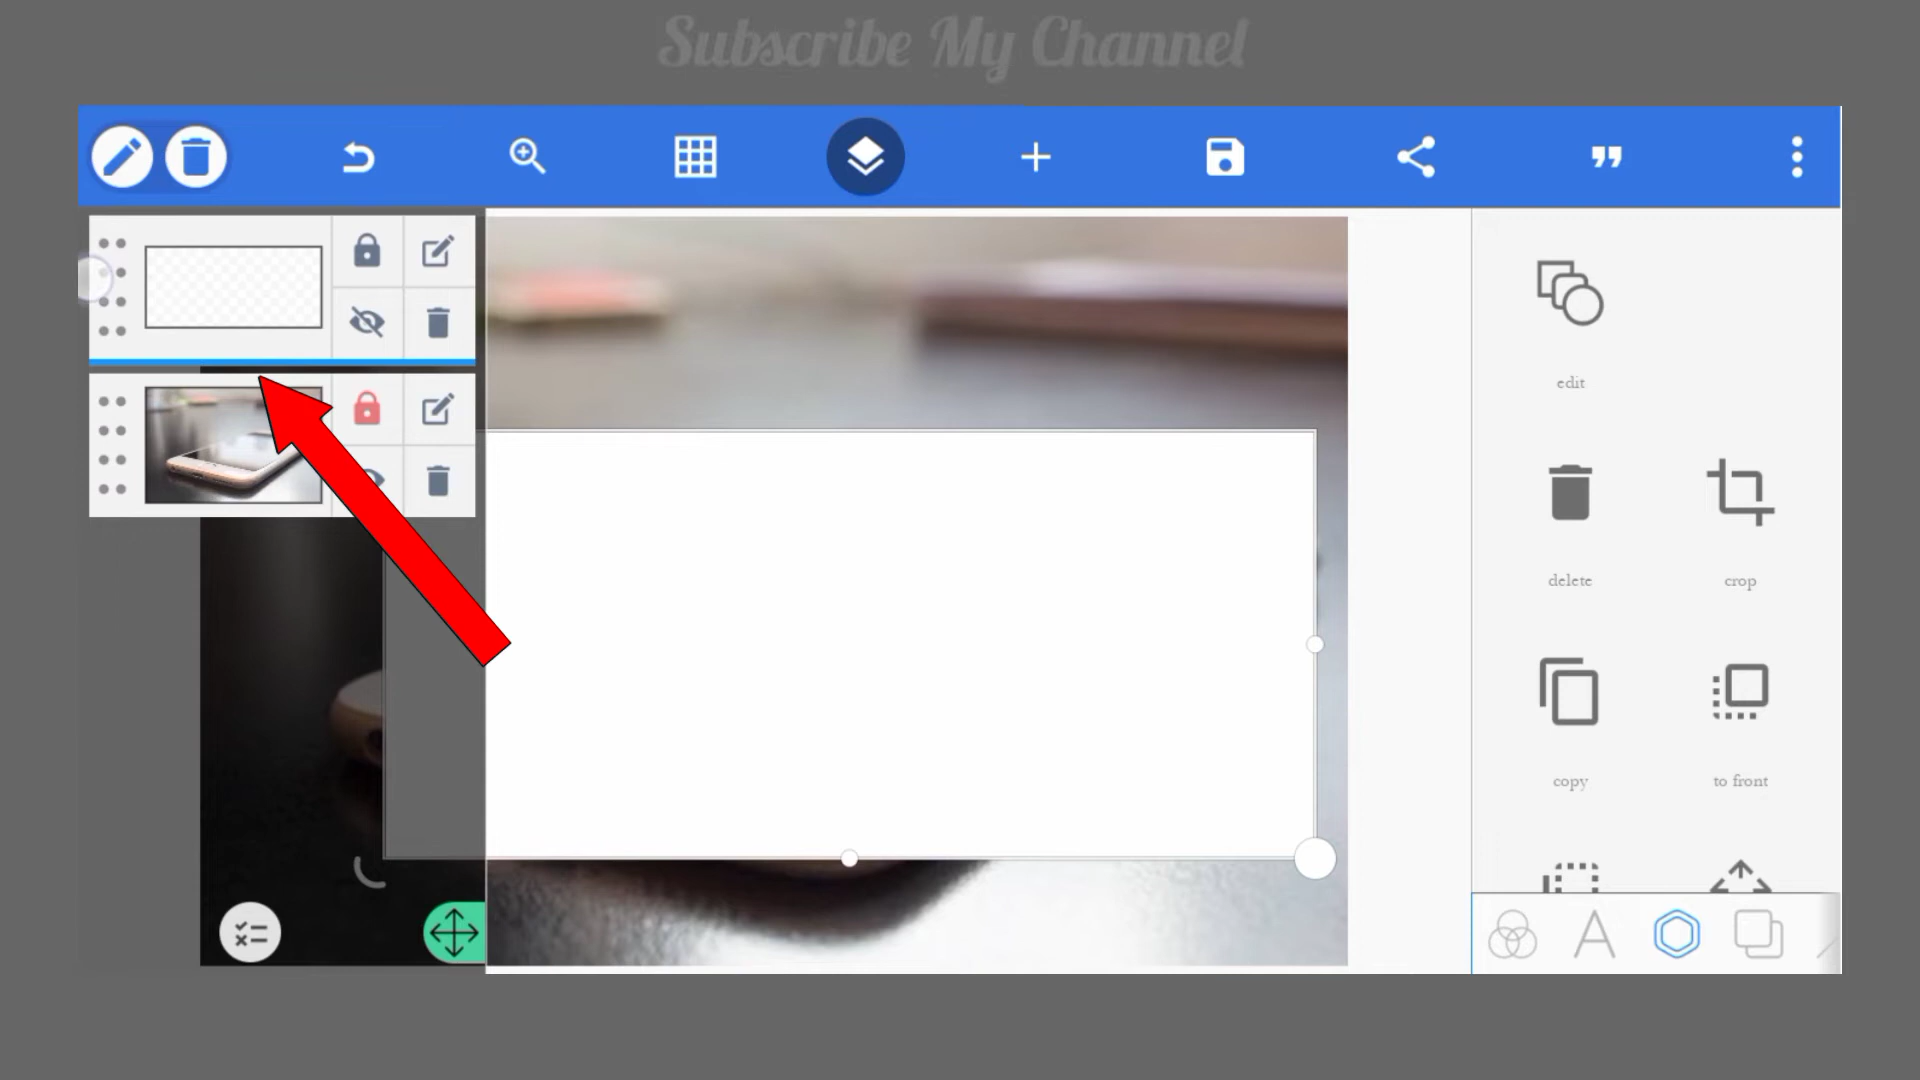 Subscribe My Channel
edit
delete
crop
copy
to front